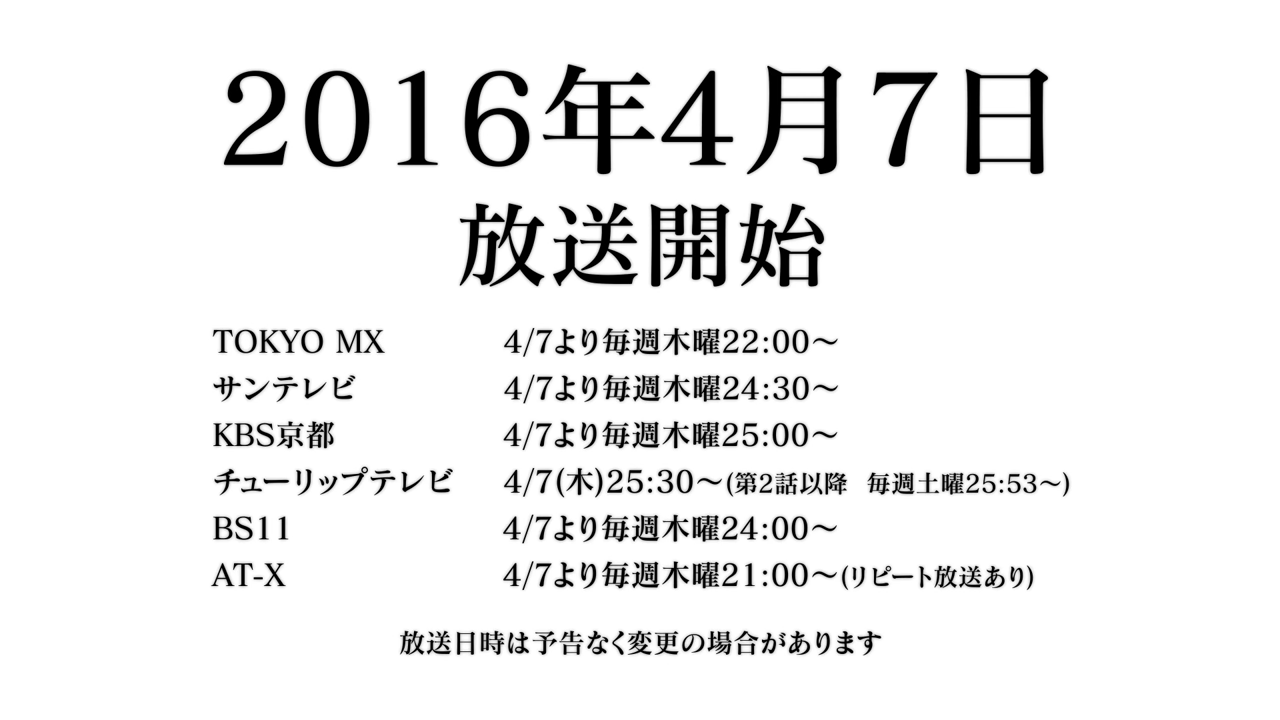 2016年4月7日
放送開始
TOKYO MX 4/7より毎週木曜22:00～
サンテレビ 4/7より毎週木曜24:30～
KBS京都 4/7より毎週木曜25:00～
チューリップテレビ 4/7(木)25:30～(第2話以降　毎週土曜25:53～)
BS11 4/7より毎週木曜24:00～
AT-X 4/7より毎週木曜21:00～(リピート放送あり)
放送日時は予告なく変更の場合があります